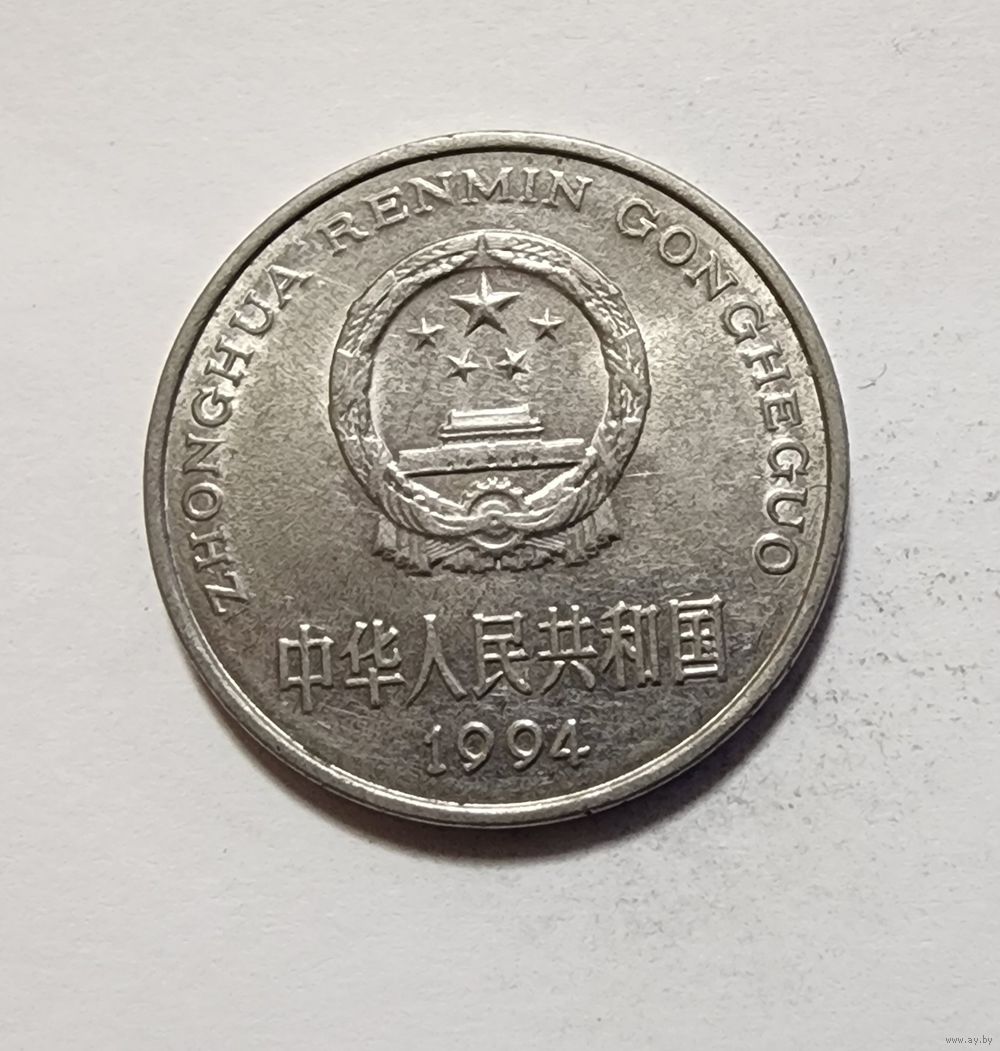 ZHONGHUA RENMIN GONGHEGUO
中华人民共和国
1994
www.ay.by